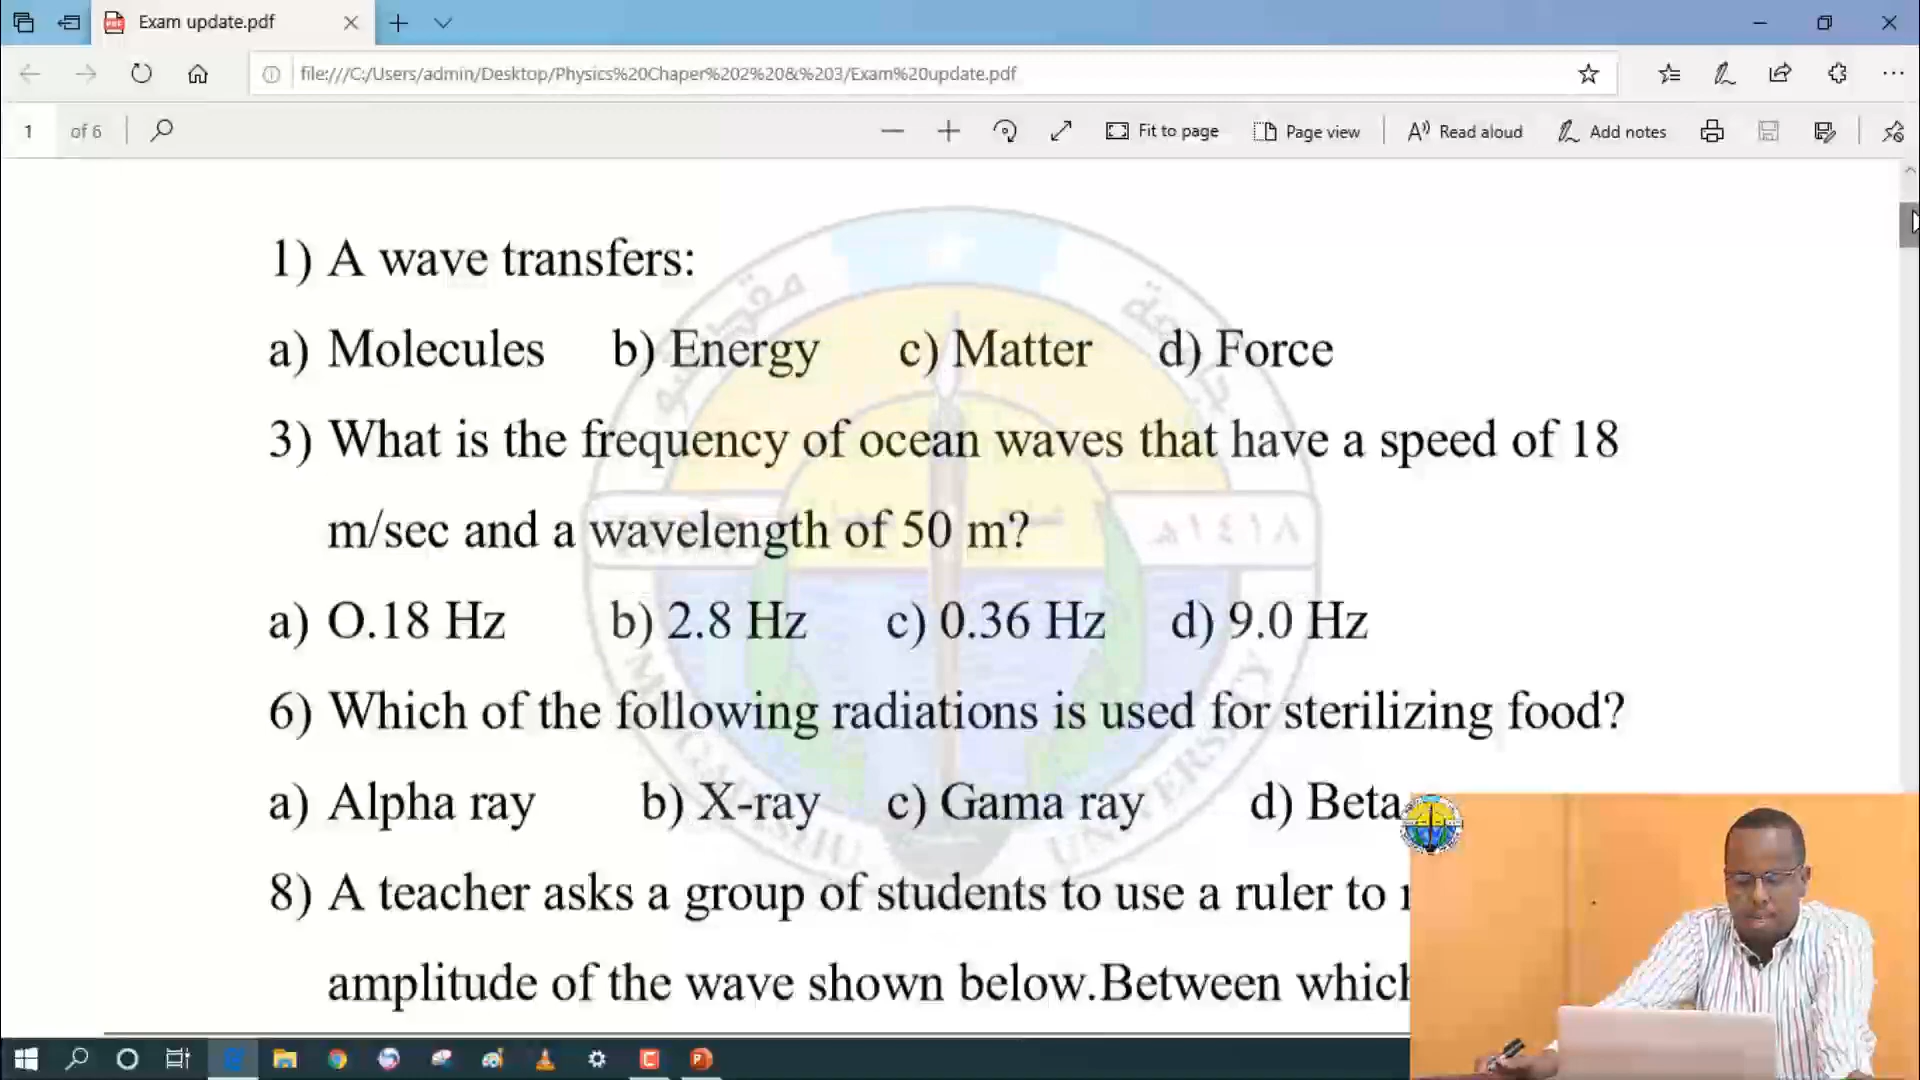 Exam update.pdf
file:///C:/Users/admin/Desktop/Physics%20Chaper%202%20&%203/Exam%20update.pdf
1 of 6 Fit to page Page view Read aloud Add notes
1) A wave transfers:
a) Molecules b) Energy c) Matter d) Force
3) What is the frequency of ocean waves that have a speed of 18
m/sec and a wavelength of 50 m?
a) O.18 Hz b) 2.8 Hz c) 0.36 Hz d) 9.0 Hz
6) Which of the following radiations is used for sterilizing food?
a) Alpha ray b) X-ray c) Gama ray d) Beta
8) A teacher asks a group of students to use a ruler to
amplitude of the wave shown below.Between which
جامعة
مقديشو
١٤١٨هـ
UNIVERSITY